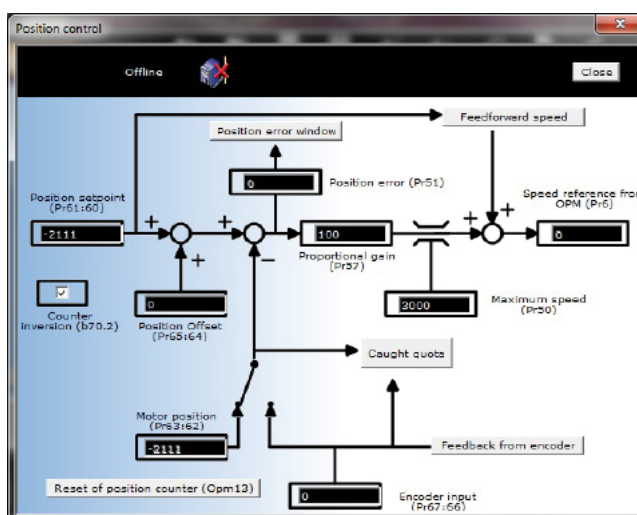 Position control
Offline
Close
Feedforward speed
Position error window
0
Position error (Pr51)
Position setpoint
(Pr61:60)
Speed reference from
OPM (Pr6)
-2111
+
+
+
-
+
+
100
0
Proportional gain
(Pr57)
0
3000
Counter
inversion (b70.2)
Position Offset
(Pr65:64)
Maximum speed
(Pr50)
Caught quota
Motor position
(Pr63:62)
-2111
Feedback from encoder
Reset of position counter (Opm13)
0
Encoder input
(Pr67:66)